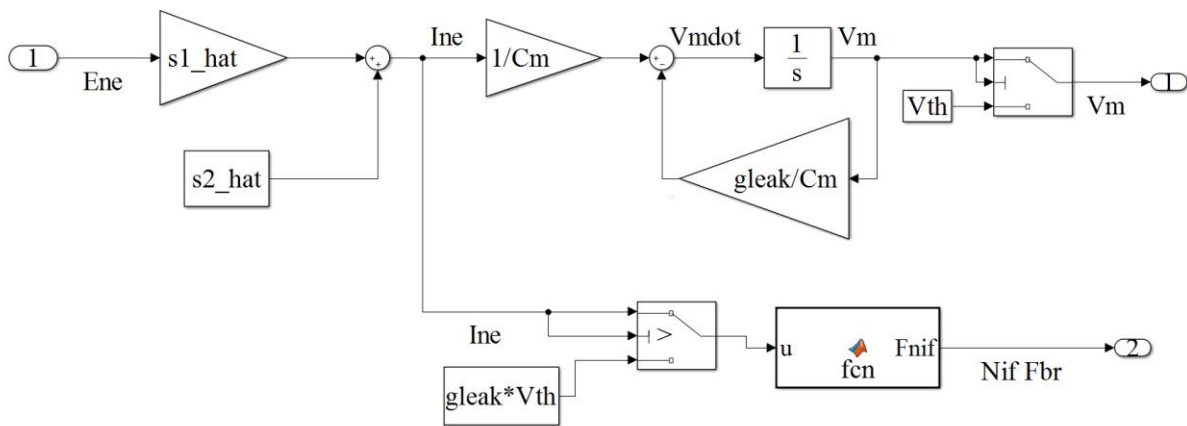 1
Ene
s1_hat
s2_hat
+
+
Ine
1/Cm
+
−
Vmdot
1
s
Vm
gleak/Cm
Vth
1
Vm
Ine
>
gleak*Vth
u
fcn
Fnif
Nif Fbr
2